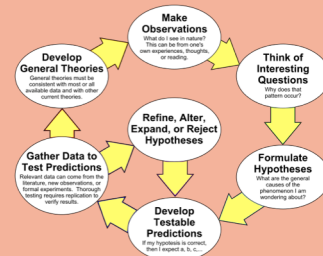 Make
Observations
What do I see in nature?
This can be from one's
own experiences, thoughts,
or reading.
Think of
Interesting
Questions
Why does that
pattern occur?
Formulate
Hypotheses
What are the general
causes of the
phenomenon I am
wondering about?
Develop
Testable
Predictions
If my hypotesis is correct,
then I expect a, b, c,...
Gather Data to
Test Predictions
Relevant data can come from the
literature, new observations, or
formal experiments. Thorough
testing requires replication to
verify results.
Refine, Alter,
Expand, or Reject
Hypotheses
Develop
General Theories
General theories must be
consistent with most or all
available data and with other
current theories.